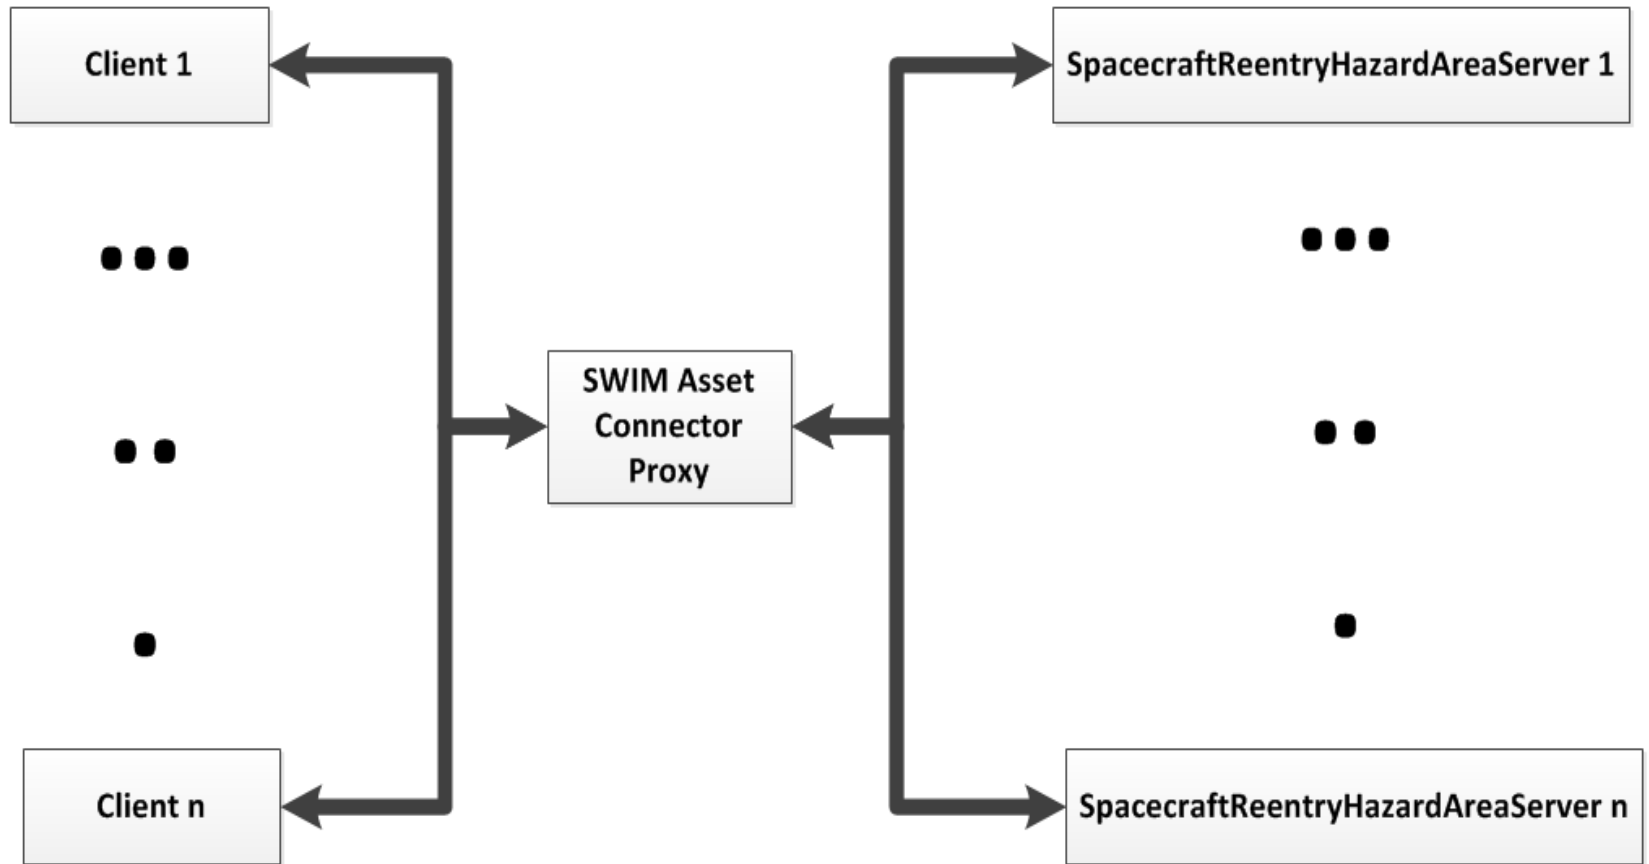 Client 1
SpacecraftReentryHazardAreaServer 1
SWIM Asset
Connector
Proxy
Client n
SpacecraftReentryHazardAreaServer n